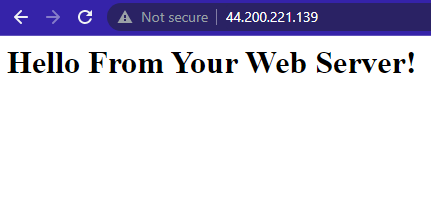 Not secure | 44.200.221.139
Hello From Your Web Server!